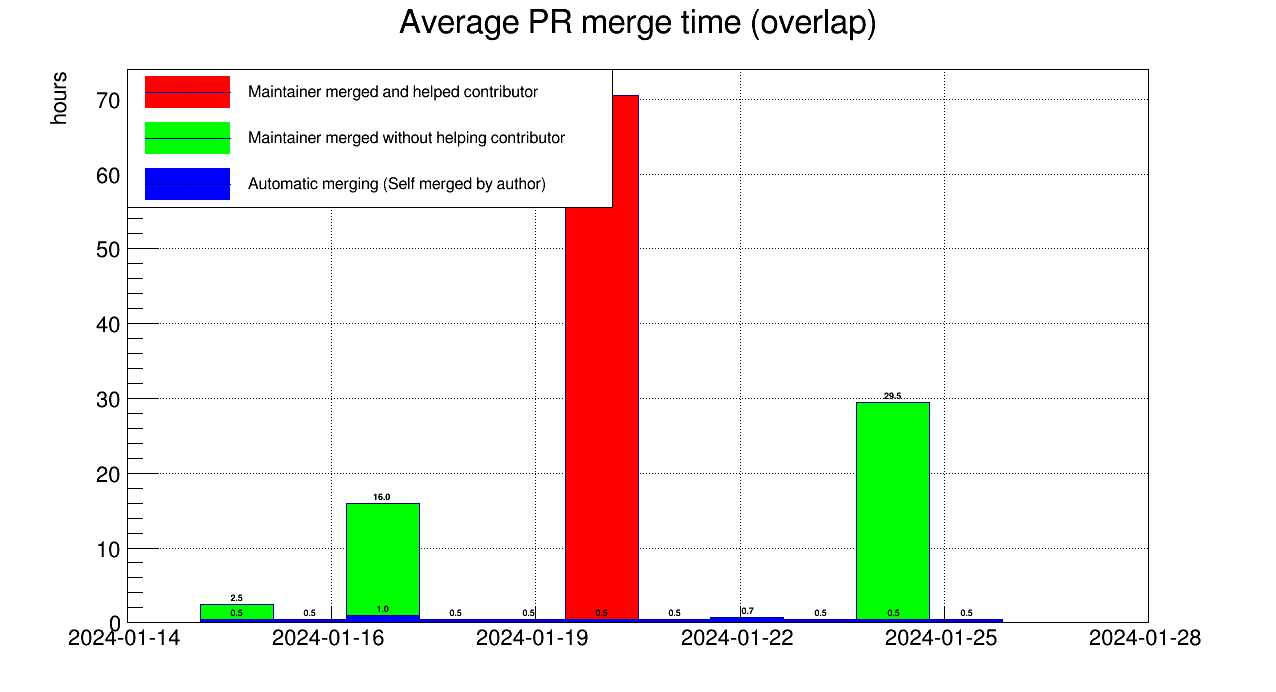 Average PR merge time (overlap)
hours
Maintainer merged and helped contributor
Maintainer merged without helping contributor
Automatic merging (Self merged by author)
70
60
50
40
30
20
10
0
29.5
16.0
2.5
0.5 0.5 1.0 0.5 0.5 0.5 0.5 0.7 0.5 0.5 0.5
2024-01-14 2024-01-16 2024-01-19 2024-01-22 2024-01-25 2024-01-28